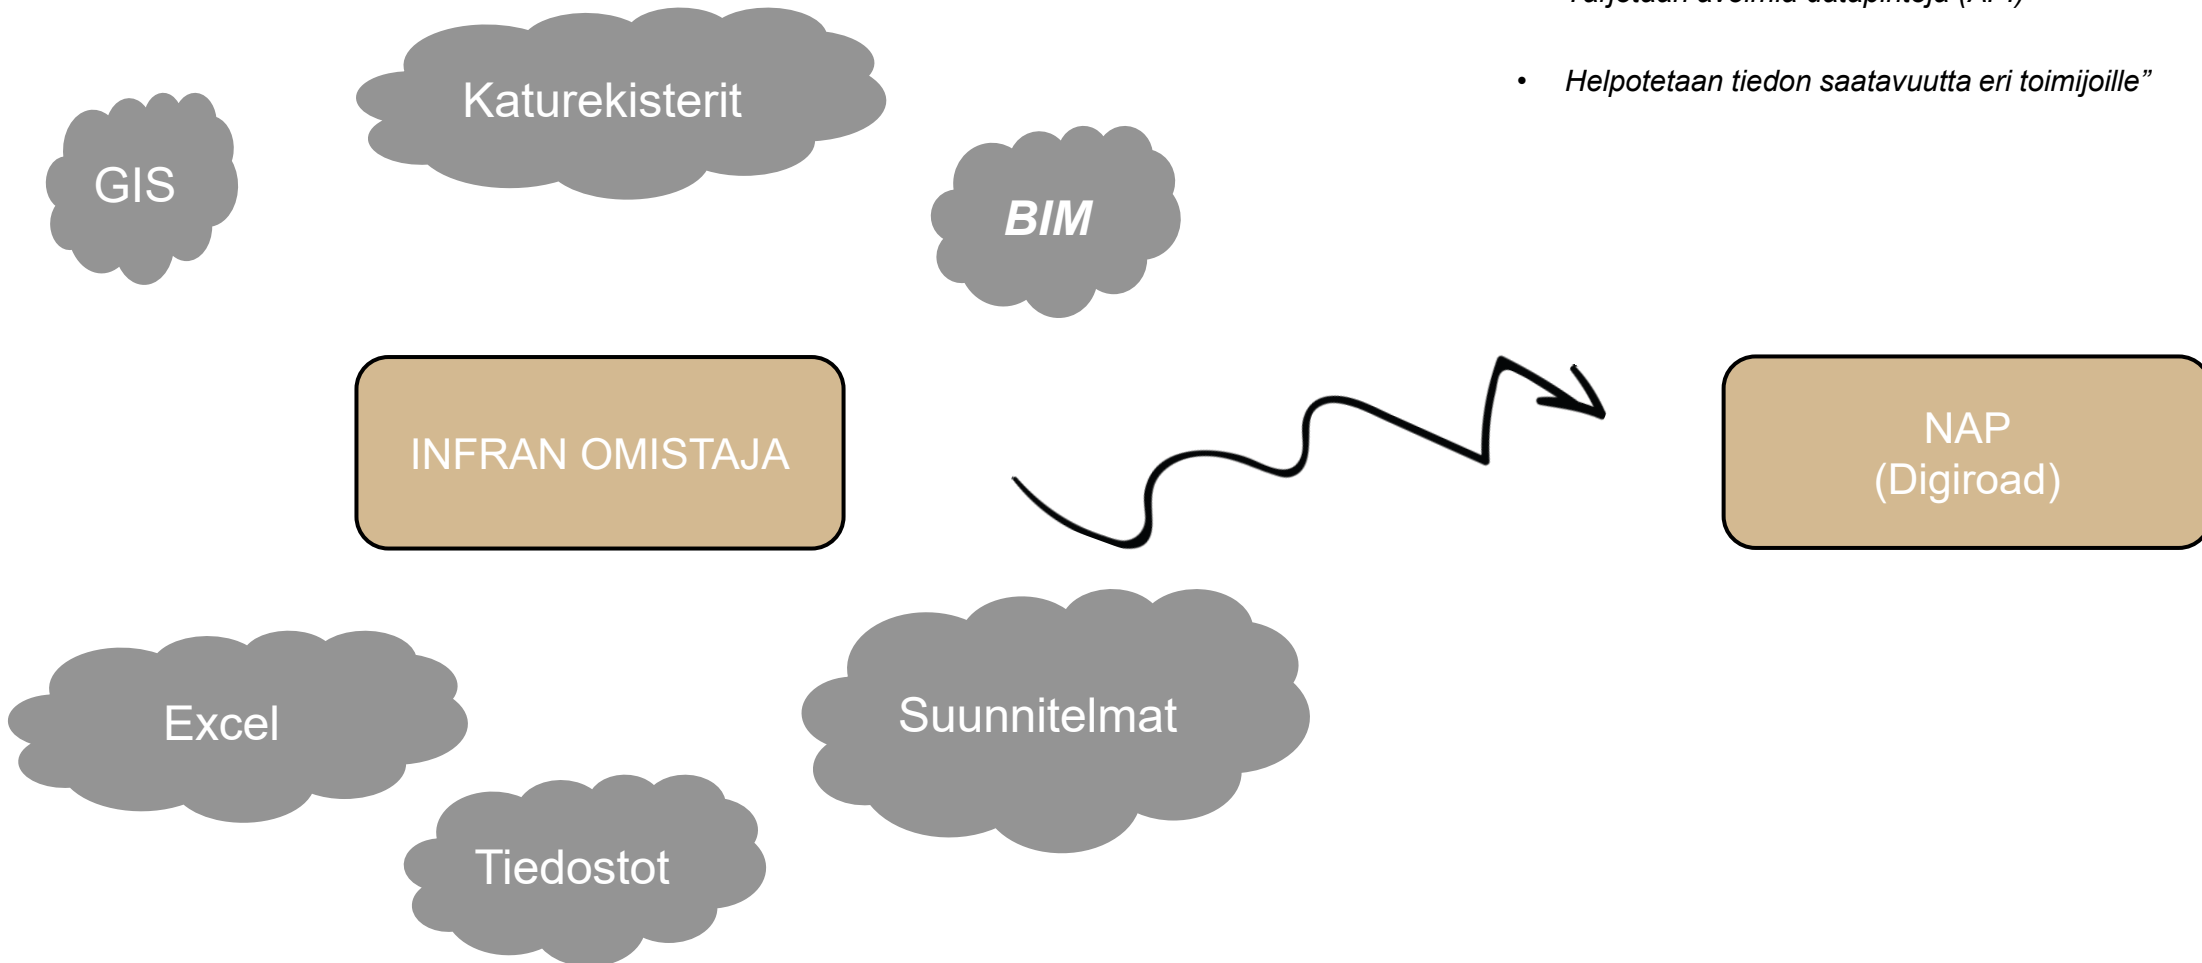 • Helpotetaan tiedon saatavuutta eri toimijoille”
Katurekisterit
GIS
BIM
INFRAN OMISTAJA
NAP
(Digiroad)
Suunnitelmat
Excel
Tiedostot